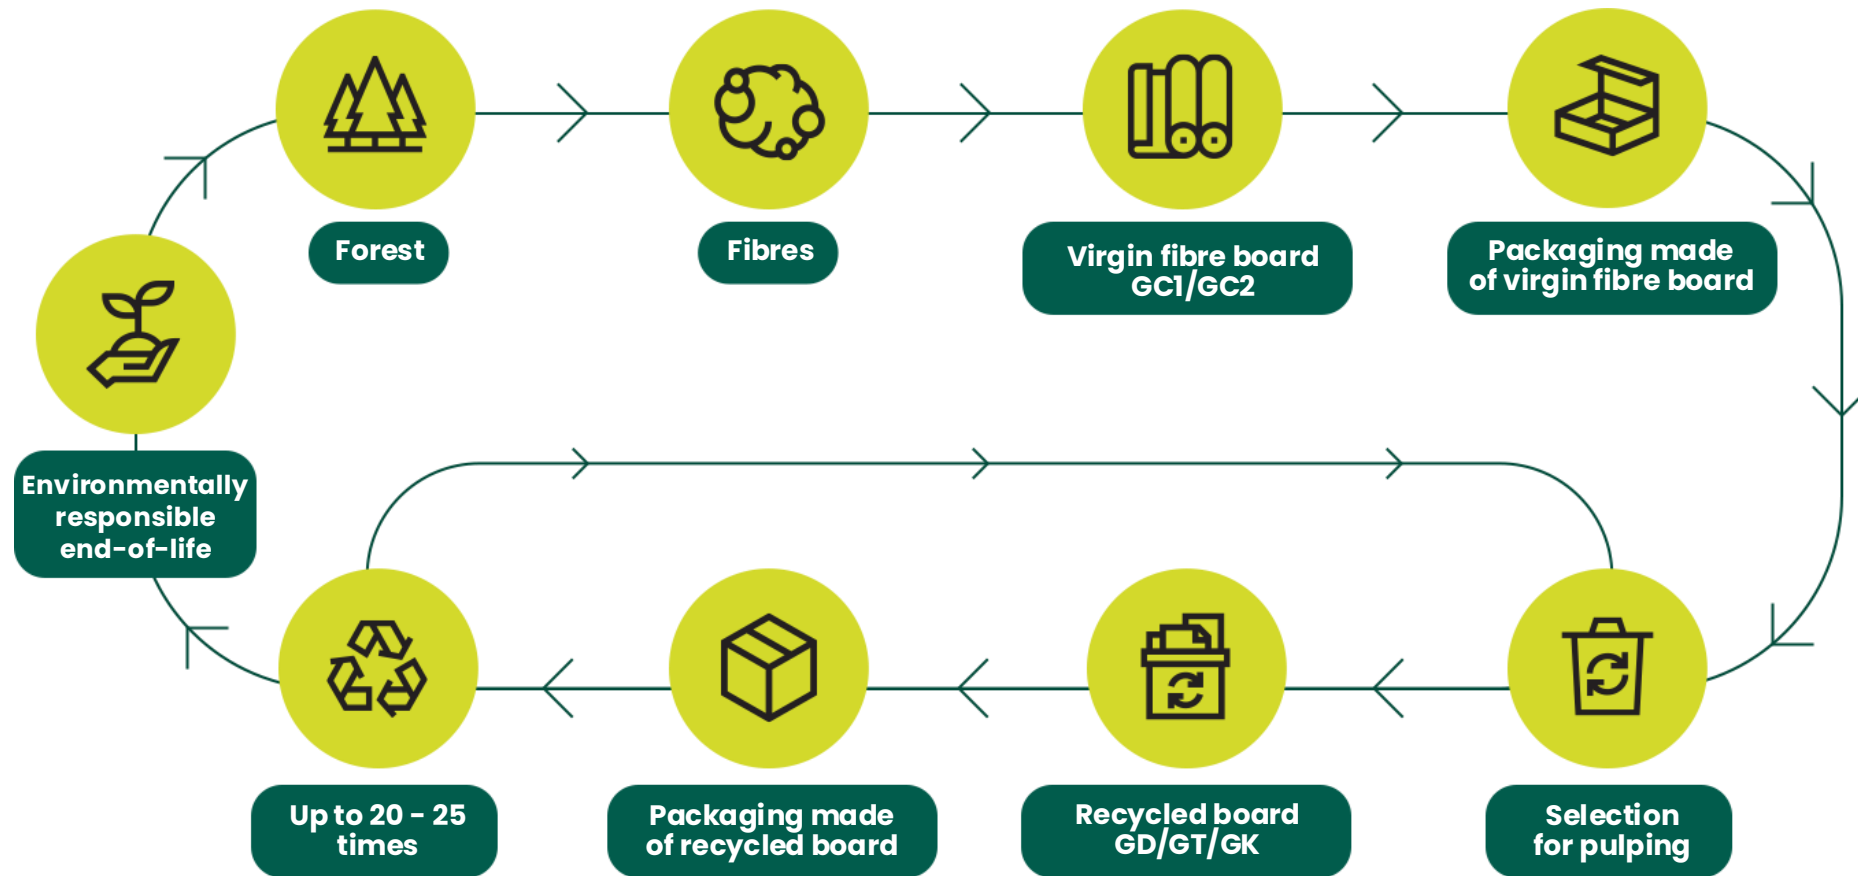 Forest
Fibres
Virgin fibre board
GC1/GC2
Packaging made
of virgin fibre board
Environmentally
responsible
end-of-life
Up to 20 - 25
times
Packaging made
of recycled board
Recycled board
GD/GT/GK
Selection
for pulping